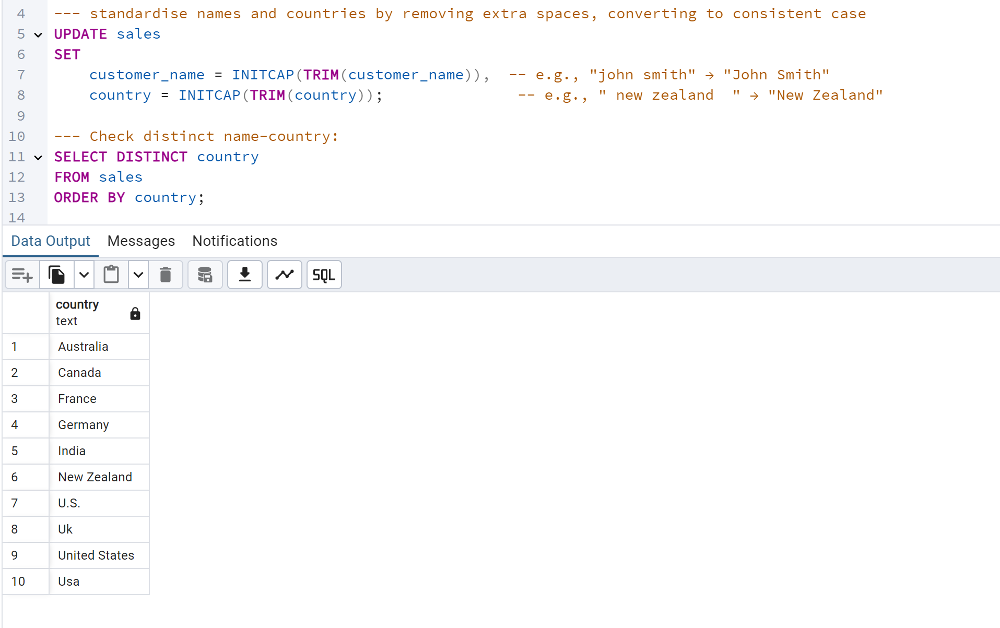 4 --- standardise names and countries by removing extra spaces, converting to consistent case
5 UPDATE sales
6 SET
7 customer_name = INITCAP(TRIM(customer_name)), -- e.g., "john smith" → "John Smith"
8 country = INITCAP(TRIM(country)); -- e.g., " new zealand  " → "New Zealand"
9
10 --- Check distinct name-country:
11 SELECT DISTINCT country
12 FROM sales
13 ORDER BY country;
14
Data Output Messages Notifications
SQL
country
text
1 Australia
2 Canada
3 France
4 Germany
5 India
6 New Zealand
7 U.S.
8 Uk
9 United States
10 Usa